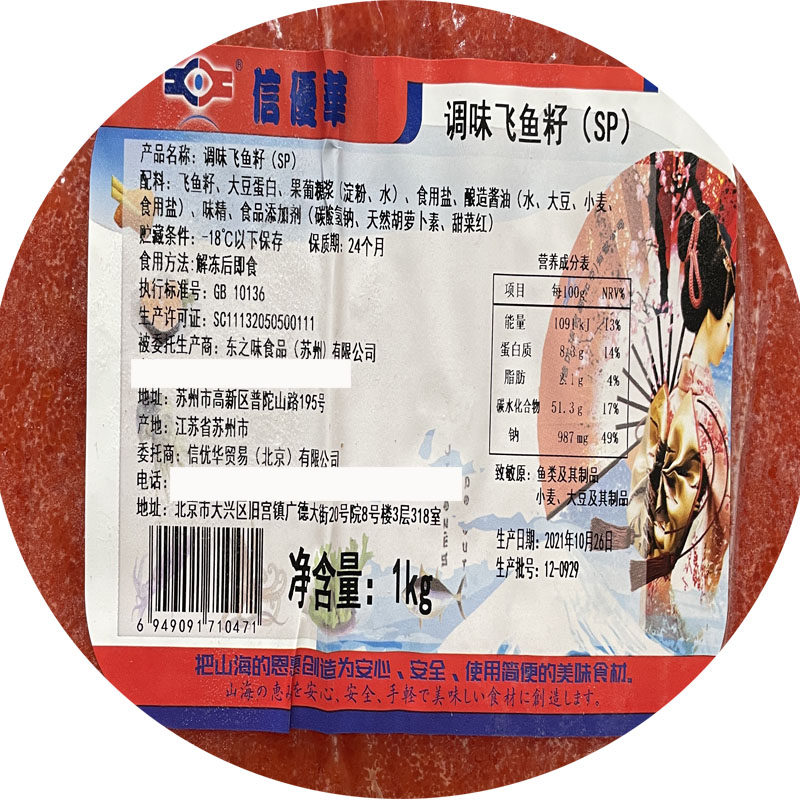 信優華®
调味飞鱼籽（SP）
产品名称: 调味飞鱼籽（SP）
配料: 飞鱼籽、大豆蛋白、果葡糖浆（淀粉、水）、食用盐、酿造酱油（水、大豆、小麦、
食用盐）、味精、食品添加剂（碳酸氢钠、天然胡萝卜素、甜菜红）
贮藏条件: -18℃以下保存 保质期: 24个月
食用方法:解冻后即食
执行标准号: GB 10136
生产许可证: SC11132050500111
被委托生产商: 东之味食品（苏州）有限公司
地址: 苏州市高新区普陀山路195号
产地: 江苏省苏州市
委托商: 信优华贸易（北京）有限公司
电话:
地址: 北京市大兴区旧宫镇广德大街20号院8号楼3层318室
营养成分表
项目 每100g NRV%
能量 1091kJ 13%
蛋白质 8.3g 14%
脂肪 2.1g 4%
碳水化合物 51.3g 17%
钠 987mg 49%
致敏原: 鱼类及其制品
小麦、大豆及其制品
生产日期: 2021年10月26日
生产批号: 12-0929
净含量: 1kg
6 949091 710471
把山海的恩惠创造为安心、安全、使用简便的美味食材。
山海の恵みを安心、安全、手軽で美味しい食材に創造します。